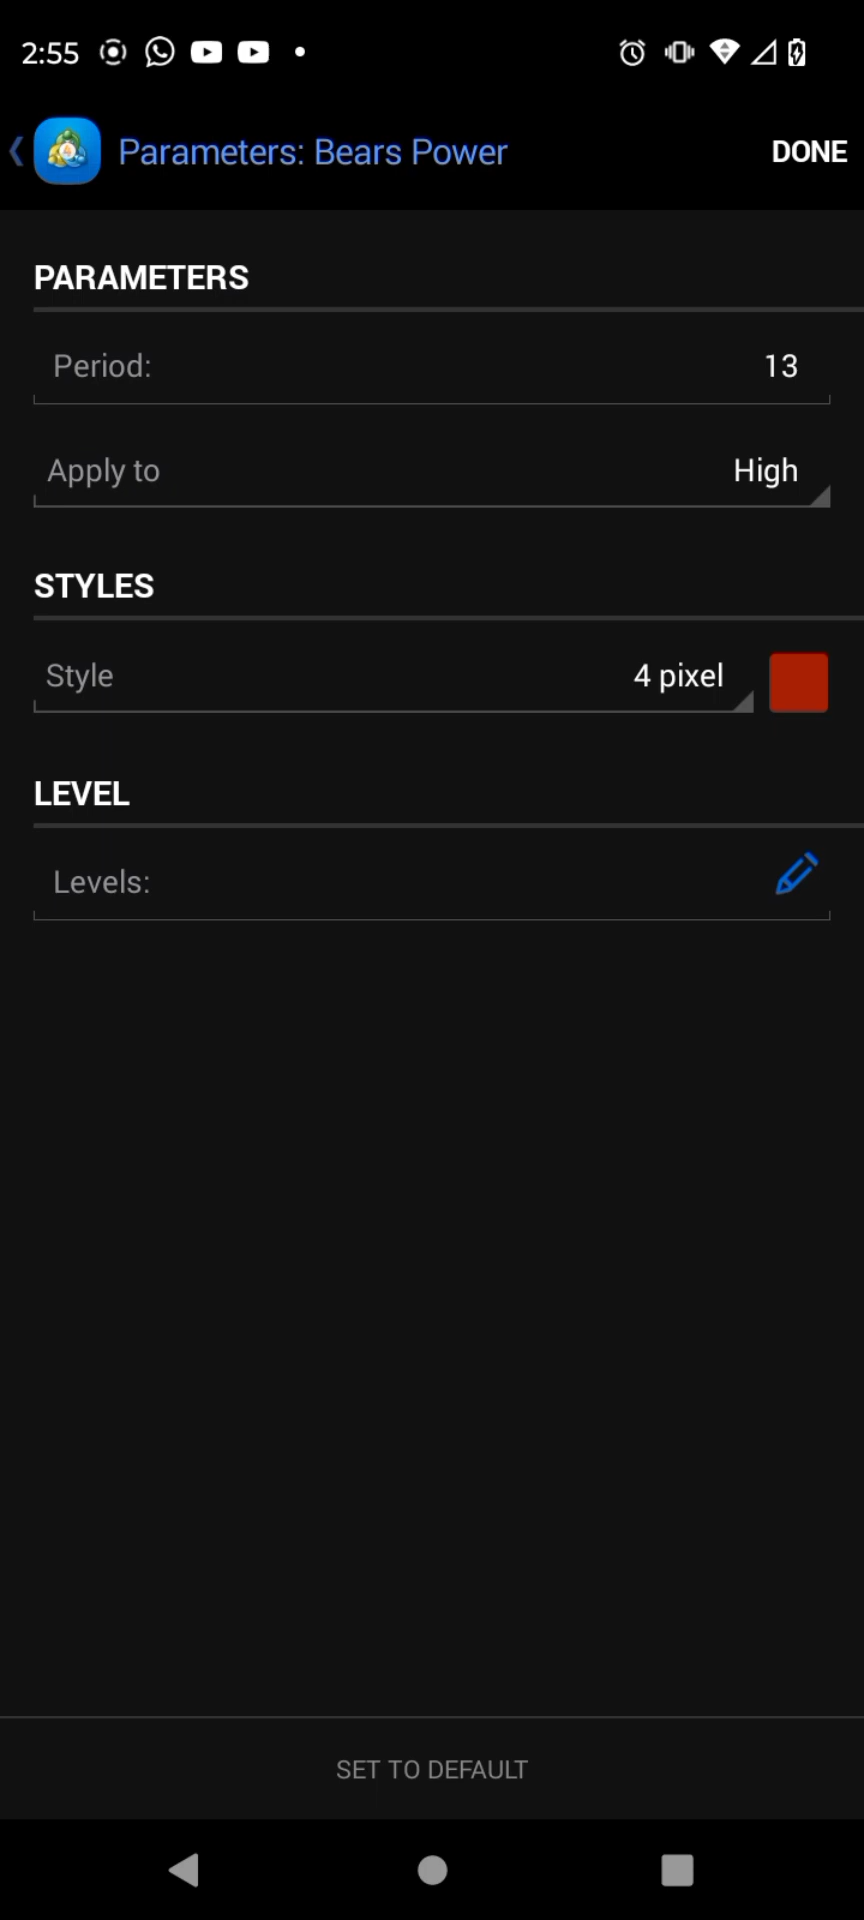 2:55
Parameters: Bears Power
DONE
PARAMETERS
Period: 13
Apply to High
STYLES
Style 4 pixel
LEVEL
Levels:
SET TO DEFAULT